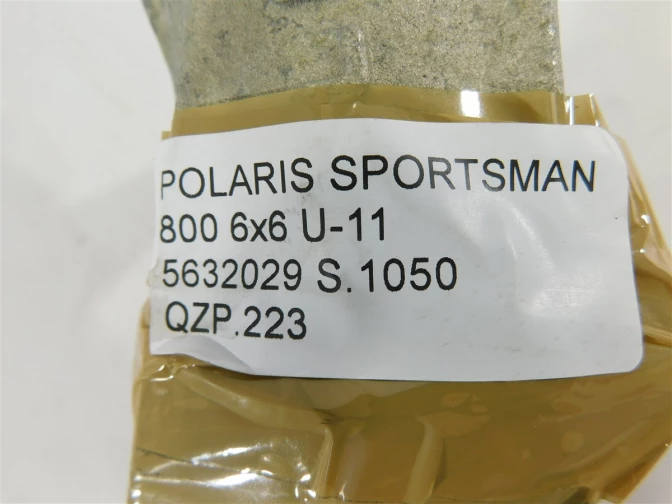 POLARIS SPORTSMAN
800 6x6 U-11
5632029 S.1050
QZP.223